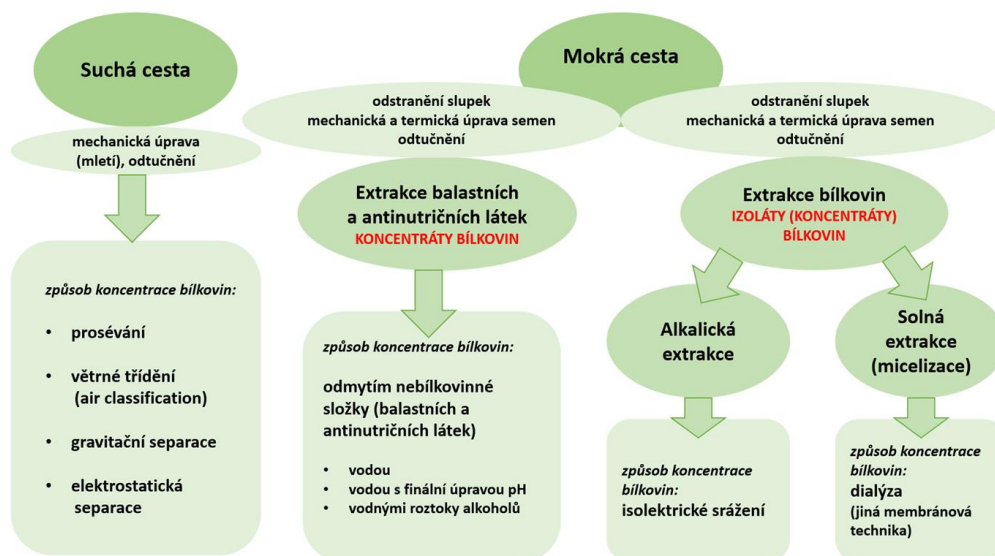 Suchá cesta
mechanická úprava
(mletí), odtučnění
způsob koncentrace bílkovin:
• prosévání
• větrné třídění
(air classification)
• gravitační separace
• elektrostatická
separace
Mokrá cesta
odstranění slupek
mechanická a termická úprava semen
odtučnění
Extrakce balastních
a antinutričních látek
KONCENTRÁTY BÍLKOVIN
způsob koncentrace bílkovin:
odmytím nebílkovinné
složky (balastních a
antinutričních látek)
• vodou
• vodou s finální úpravou pH
• vodnými roztoky alkoholů
odstranění slupek
mechanická a termická úprava semen
odtučnění
Extrakce bílkovin
IZOLÁTY (KONCENTRÁTY)
BÍLKOVIN
Alkalická
extrakce
způsob koncentrace
bílkovin:
isolektrické srážení
Solná
extrakce
(micelizace)
způsob koncentrace
bílkovin:
dialýza
(jiná membránová
technika)